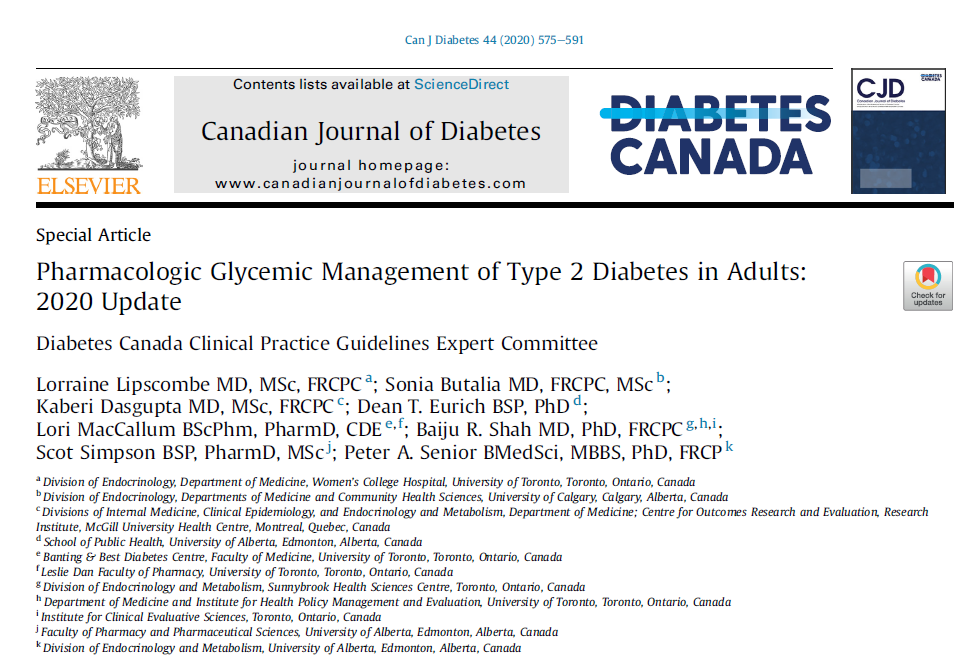 Can J Diabetes 44 (2020) 575–591
Contents lists available at ScienceDirect
Canadian Journal of Diabetes
journal homepage:
www.canadianjournalofdiabetes.com
ELSEVIER
DIABETES
CANADA
DIABETES
CANADA
CJD
Special Article
Pharmacologic Glycemic Management of Type 2 Diabetes in Adults:
2020 Update
Check for
updates
Diabetes Canada Clinical Practice Guidelines Expert Committee
Lorraine Lipscombe MD, MSc, FRCPC a; Sonia Butalia MD, FRCPC, MSc b;
Kaberi Dasgupta MD, MSc, FRCPC c; Dean T. Eurich BSP, PhD d;
Lori MacCallum BScPhm, PharmD, CDE e,f; Baiju R. Shah MD, PhD, FRCPC g,h,i;
Scot Simpson BSP, PharmD, MSc j; Peter A. Senior BMedSci, MBBS, PhD, FRCP k
a Division of Endocrinology, Department of Medicine, Women's College Hospital, University of Toronto, Toronto, Ontario, Canada
b Division of Endocrinology, Departments of Medicine and Community Health Sciences, University of Calgary, Calgary, Alberta, Canada
c Divisions of Internal Medicine, Clinical Epidemiology, and Endocrinology and Metabolism, Department of Medicine; Centre for Outcomes Research and Evaluation, Research
Institute, McGill University Health Centre, Montreal, Quebec, Canada
d School of Public Health, University of Alberta, Edmonton, Alberta, Canada
e Banting & Best Diabetes Centre, Faculty of Medicine, University of Toronto, Toronto, Ontario, Canada
f Leslie Dan Faculty of Pharmacy, University of Toronto, Toronto, Ontario, Canada
g Division of Endocrinology and Metabolism, Sunnybrook Health Sciences Centre, Toronto, Ontario, Canada
h Department of Medicine and Institute for Health Policy Management and Evaluation, University of Toronto, Toronto, Ontario, Canada
i Institute for Clinical Evaluative Sciences, Toronto, Ontario, Canada
j Faculty of Pharmacy and Pharmaceutical Sciences, University of Alberta, Edmonton, Alberta, Canada
k Division of Endocrinology and Metabolism, University of Alberta, Edmonton, Alberta, Canada